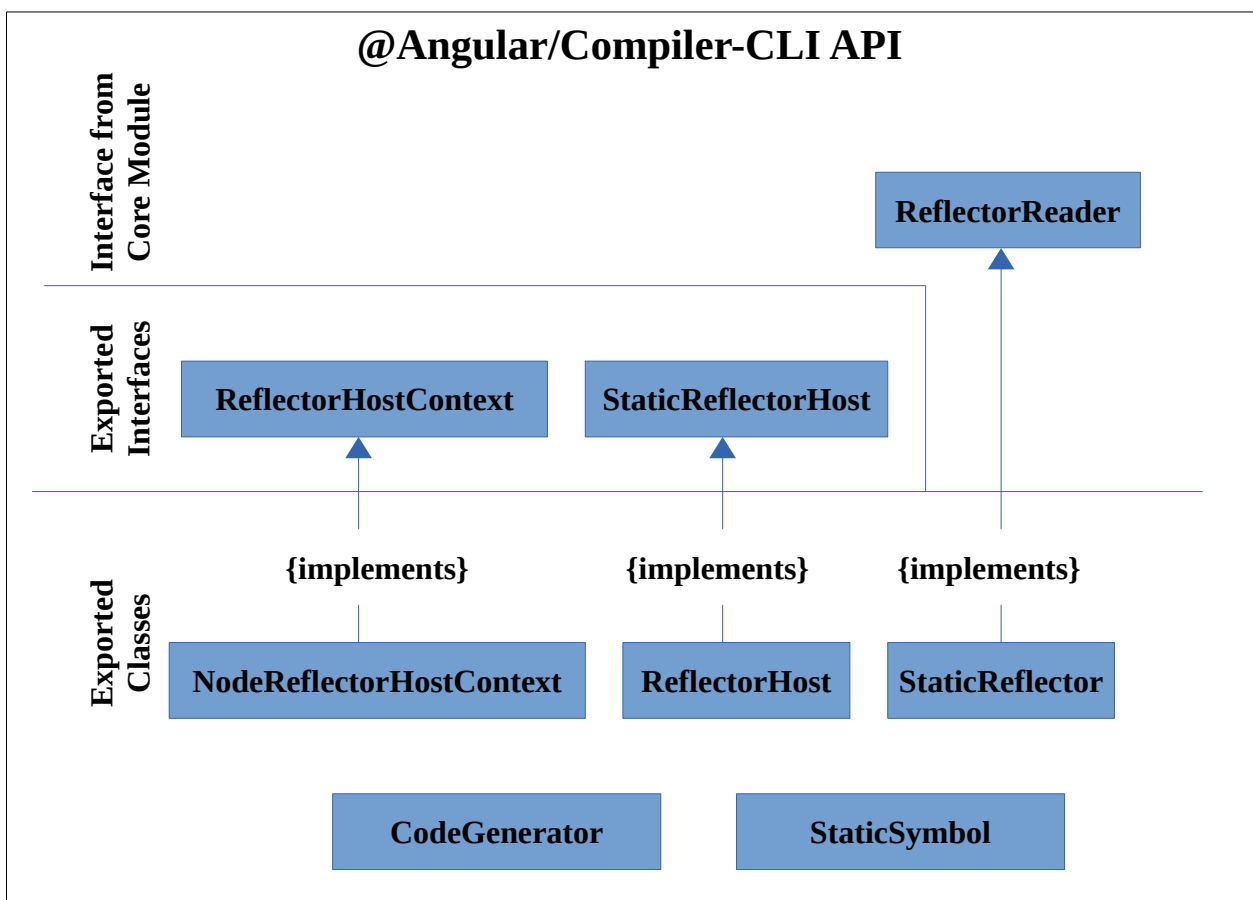 @Angular/Compiler-CLI API
Interface from
Core Module
ReflectorReader
Exported
Interfaces
ReflectorHostContext
StaticReflectorHost
{implements}
{implements}
{implements}
Exported
Classes
NodeReflectorHostContext
ReflectorHost
StaticReflector
CodeGenerator
StaticSymbol